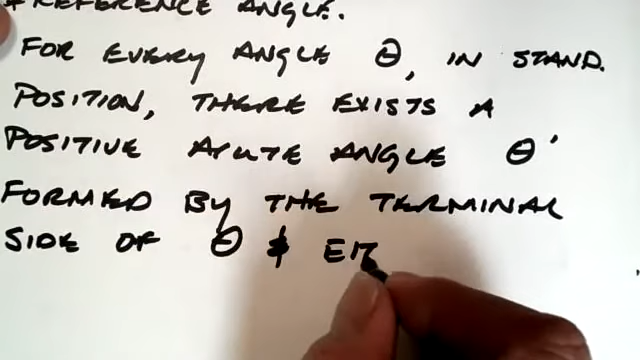 # REFERENCE ANGLE.
FOR EVERY ANGLE θ, IN STAND.
POSITION, THERE EXISTS A
POSITIVE ACUTE ANGLE θ'
FORMED BY THE TERMINAL
SIDE OF θ & EIT